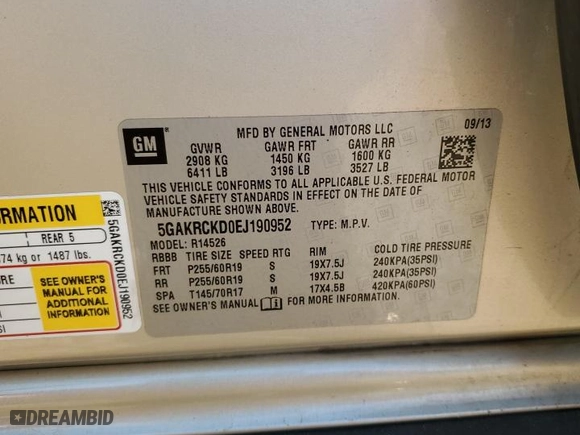 GM
MFD BY GENERAL MOTORS LLC
09/13
GVWR GAWR FRT GAWR RR
2908 KG 1450 KG 1600 KG
6411 LB 3196 LB 3527 LB
THIS VEHICLE CONFORMS TO ALL APPLICABLE U.S. FEDERAL MOTOR
VEHICLE SAFETY STANDARDS IN EFFECT ON THE DATE OF
MANUFACTURE SHOWN ABOVE.
5GAKRCKD0EJ190952 TYPE: M.P.V.
MODEL: R14526
RBBB TIRE SIZE SPEED RTG RIM COLD TIRE PRESSURE
FRT P255/60R19 S 19X7.5J 240KPA(35PSI)
RR P255/60R19 S 19X7.5J 240KPA(35PSI)
SPA T145/70R17 M 17X4.5B 420KPA(60PSI)
SEE OWNER'S MANUAL FOR MORE INFORMATION.
ORMATION
REAR 5
674 kg or 1487 lbs.
SEE OWNER'S
MANUAL FOR
ADDITIONAL
INFORMATION
5GAKRCKD0EJ190952
DREAMBID